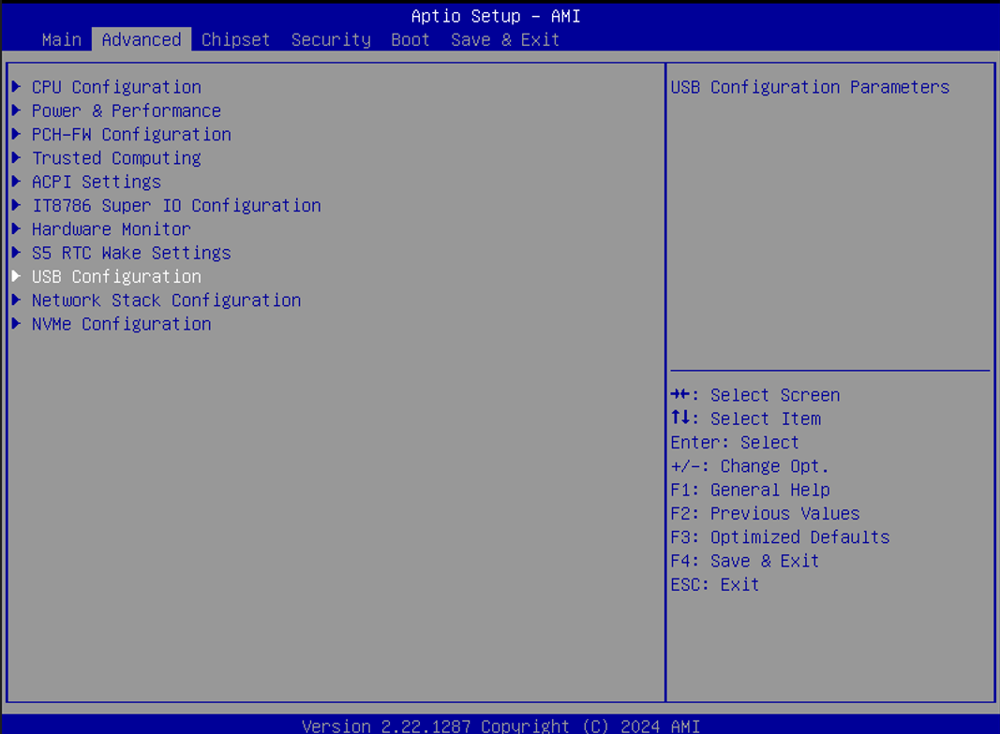 Aptio Setup – AMI
Main Advanced Chipset Security Boot Save & Exit
CPU Configuration
Power & Performance
PCH-FW Configuration
Trusted Computing
ACPI Settings
IT8786 Super IO Configuration
Hardware Monitor
S5 RTC Wake Settings
USB Configuration
Network Stack Configuration
NVMe Configuration
USB Configuration Parameters
→←: Select Screen
↑↓: Select Item
Enter: Select
+/-: Change Opt.
F1: General Help
F2: Previous Values
F3: Optimized Defaults
F4: Save & Exit
ESC: Exit
Version 2.22.1287 Copyright (C) 2024 AMI